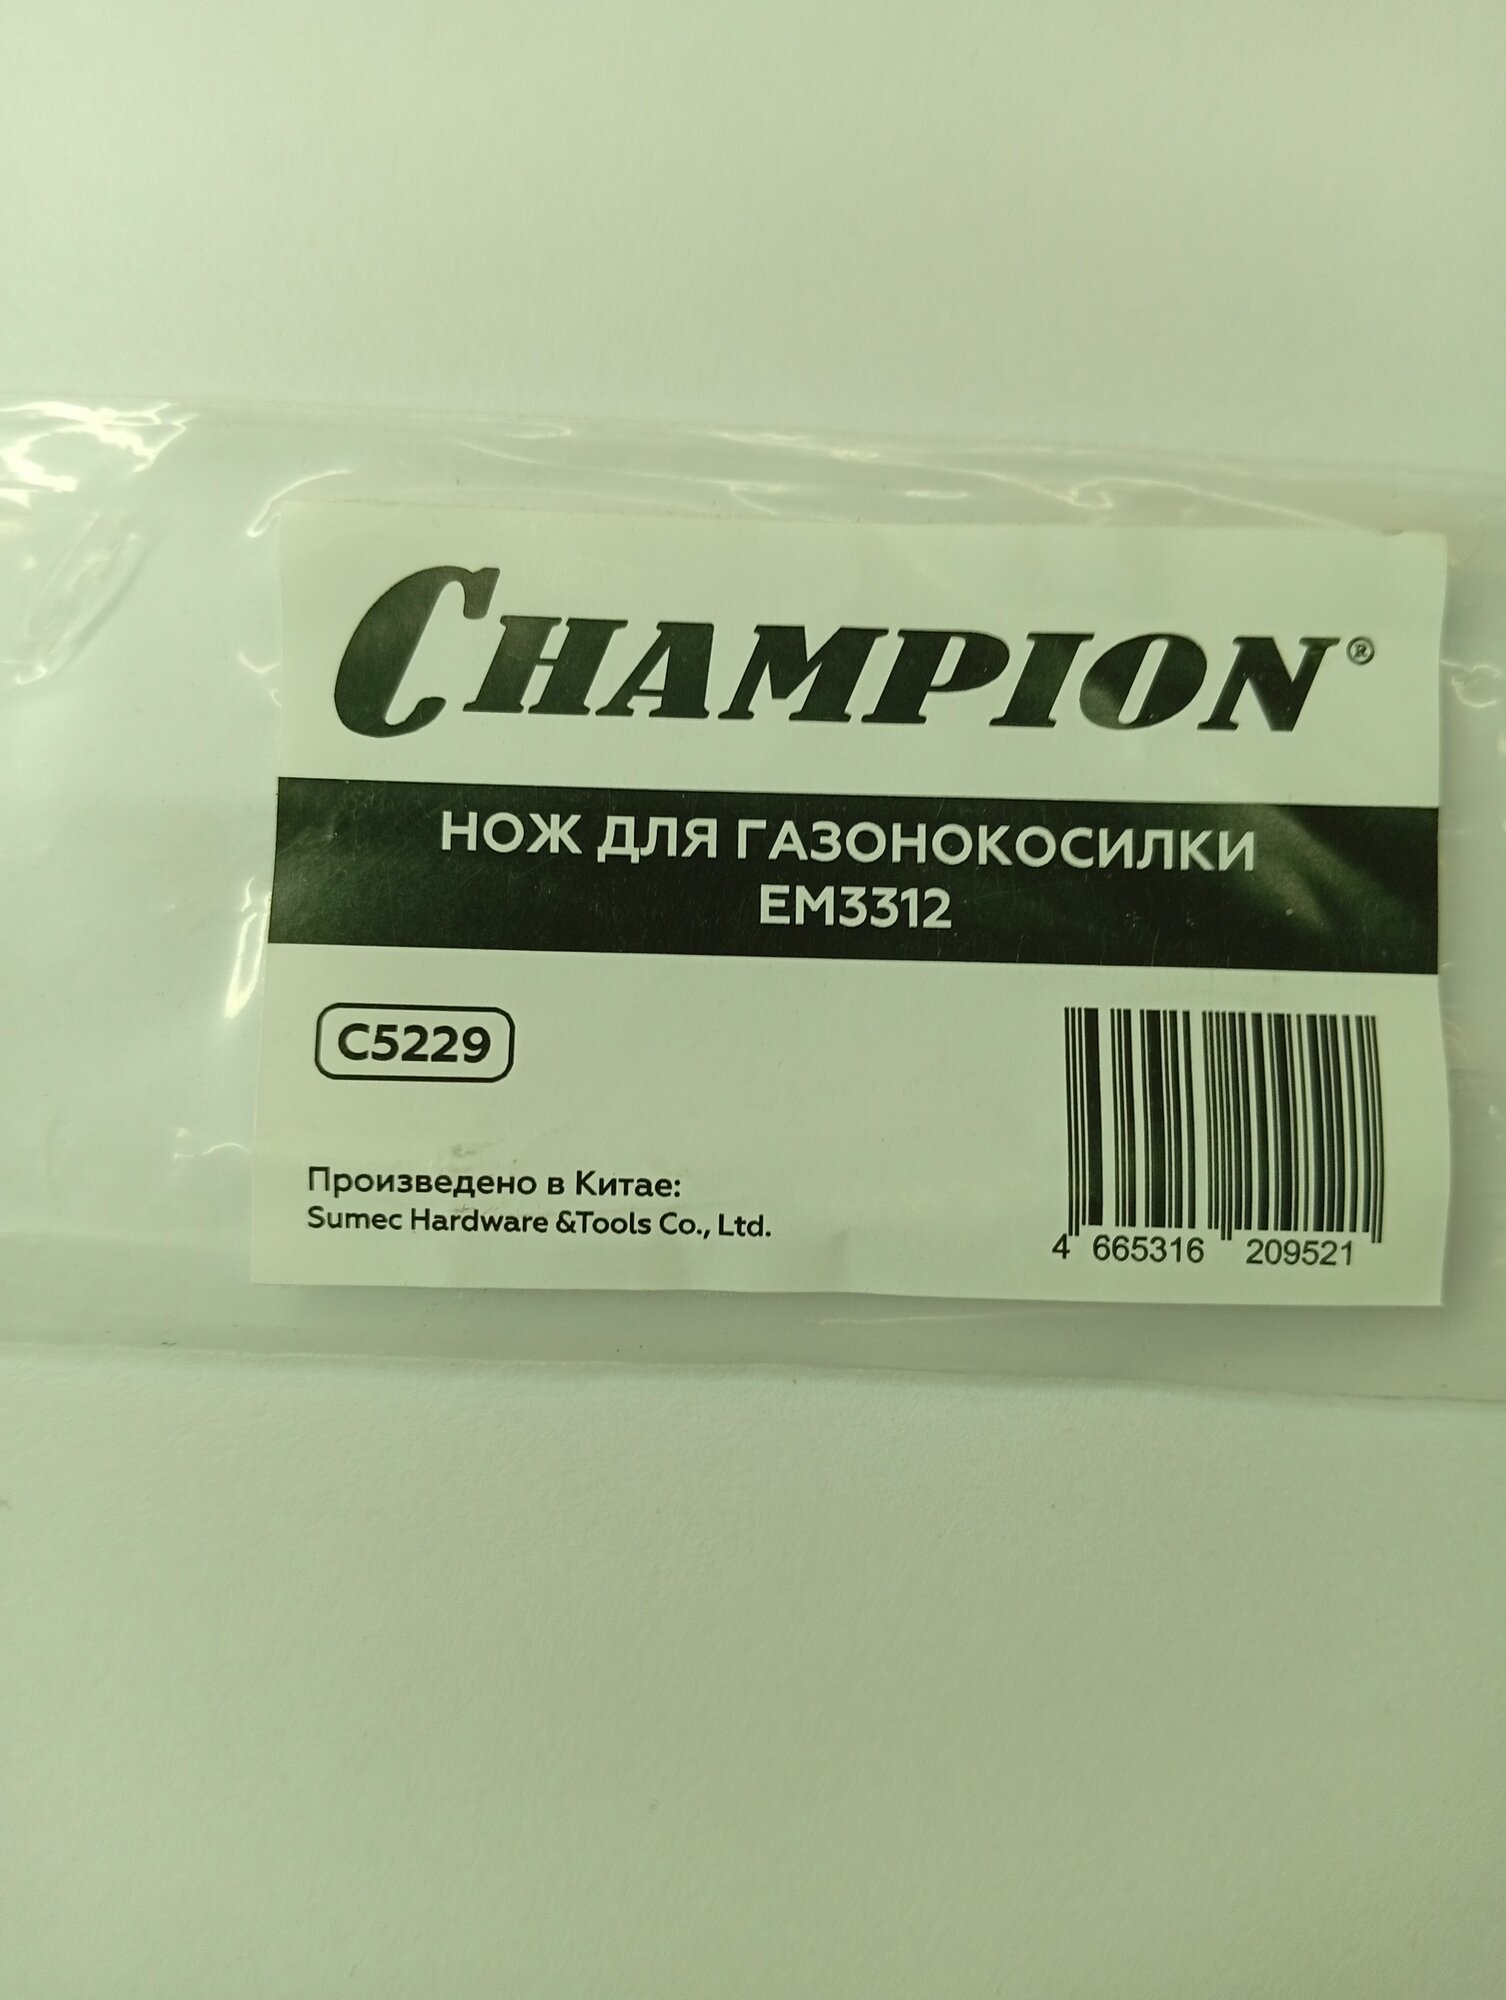 CHAMPION®
НОЖ ДЛЯ ГАЗОНОКОСИЛКИ
EM3312
C5229
Произведено в Китае:
Sumec Hardware &Tools Co., Ltd.
4 665316 209521